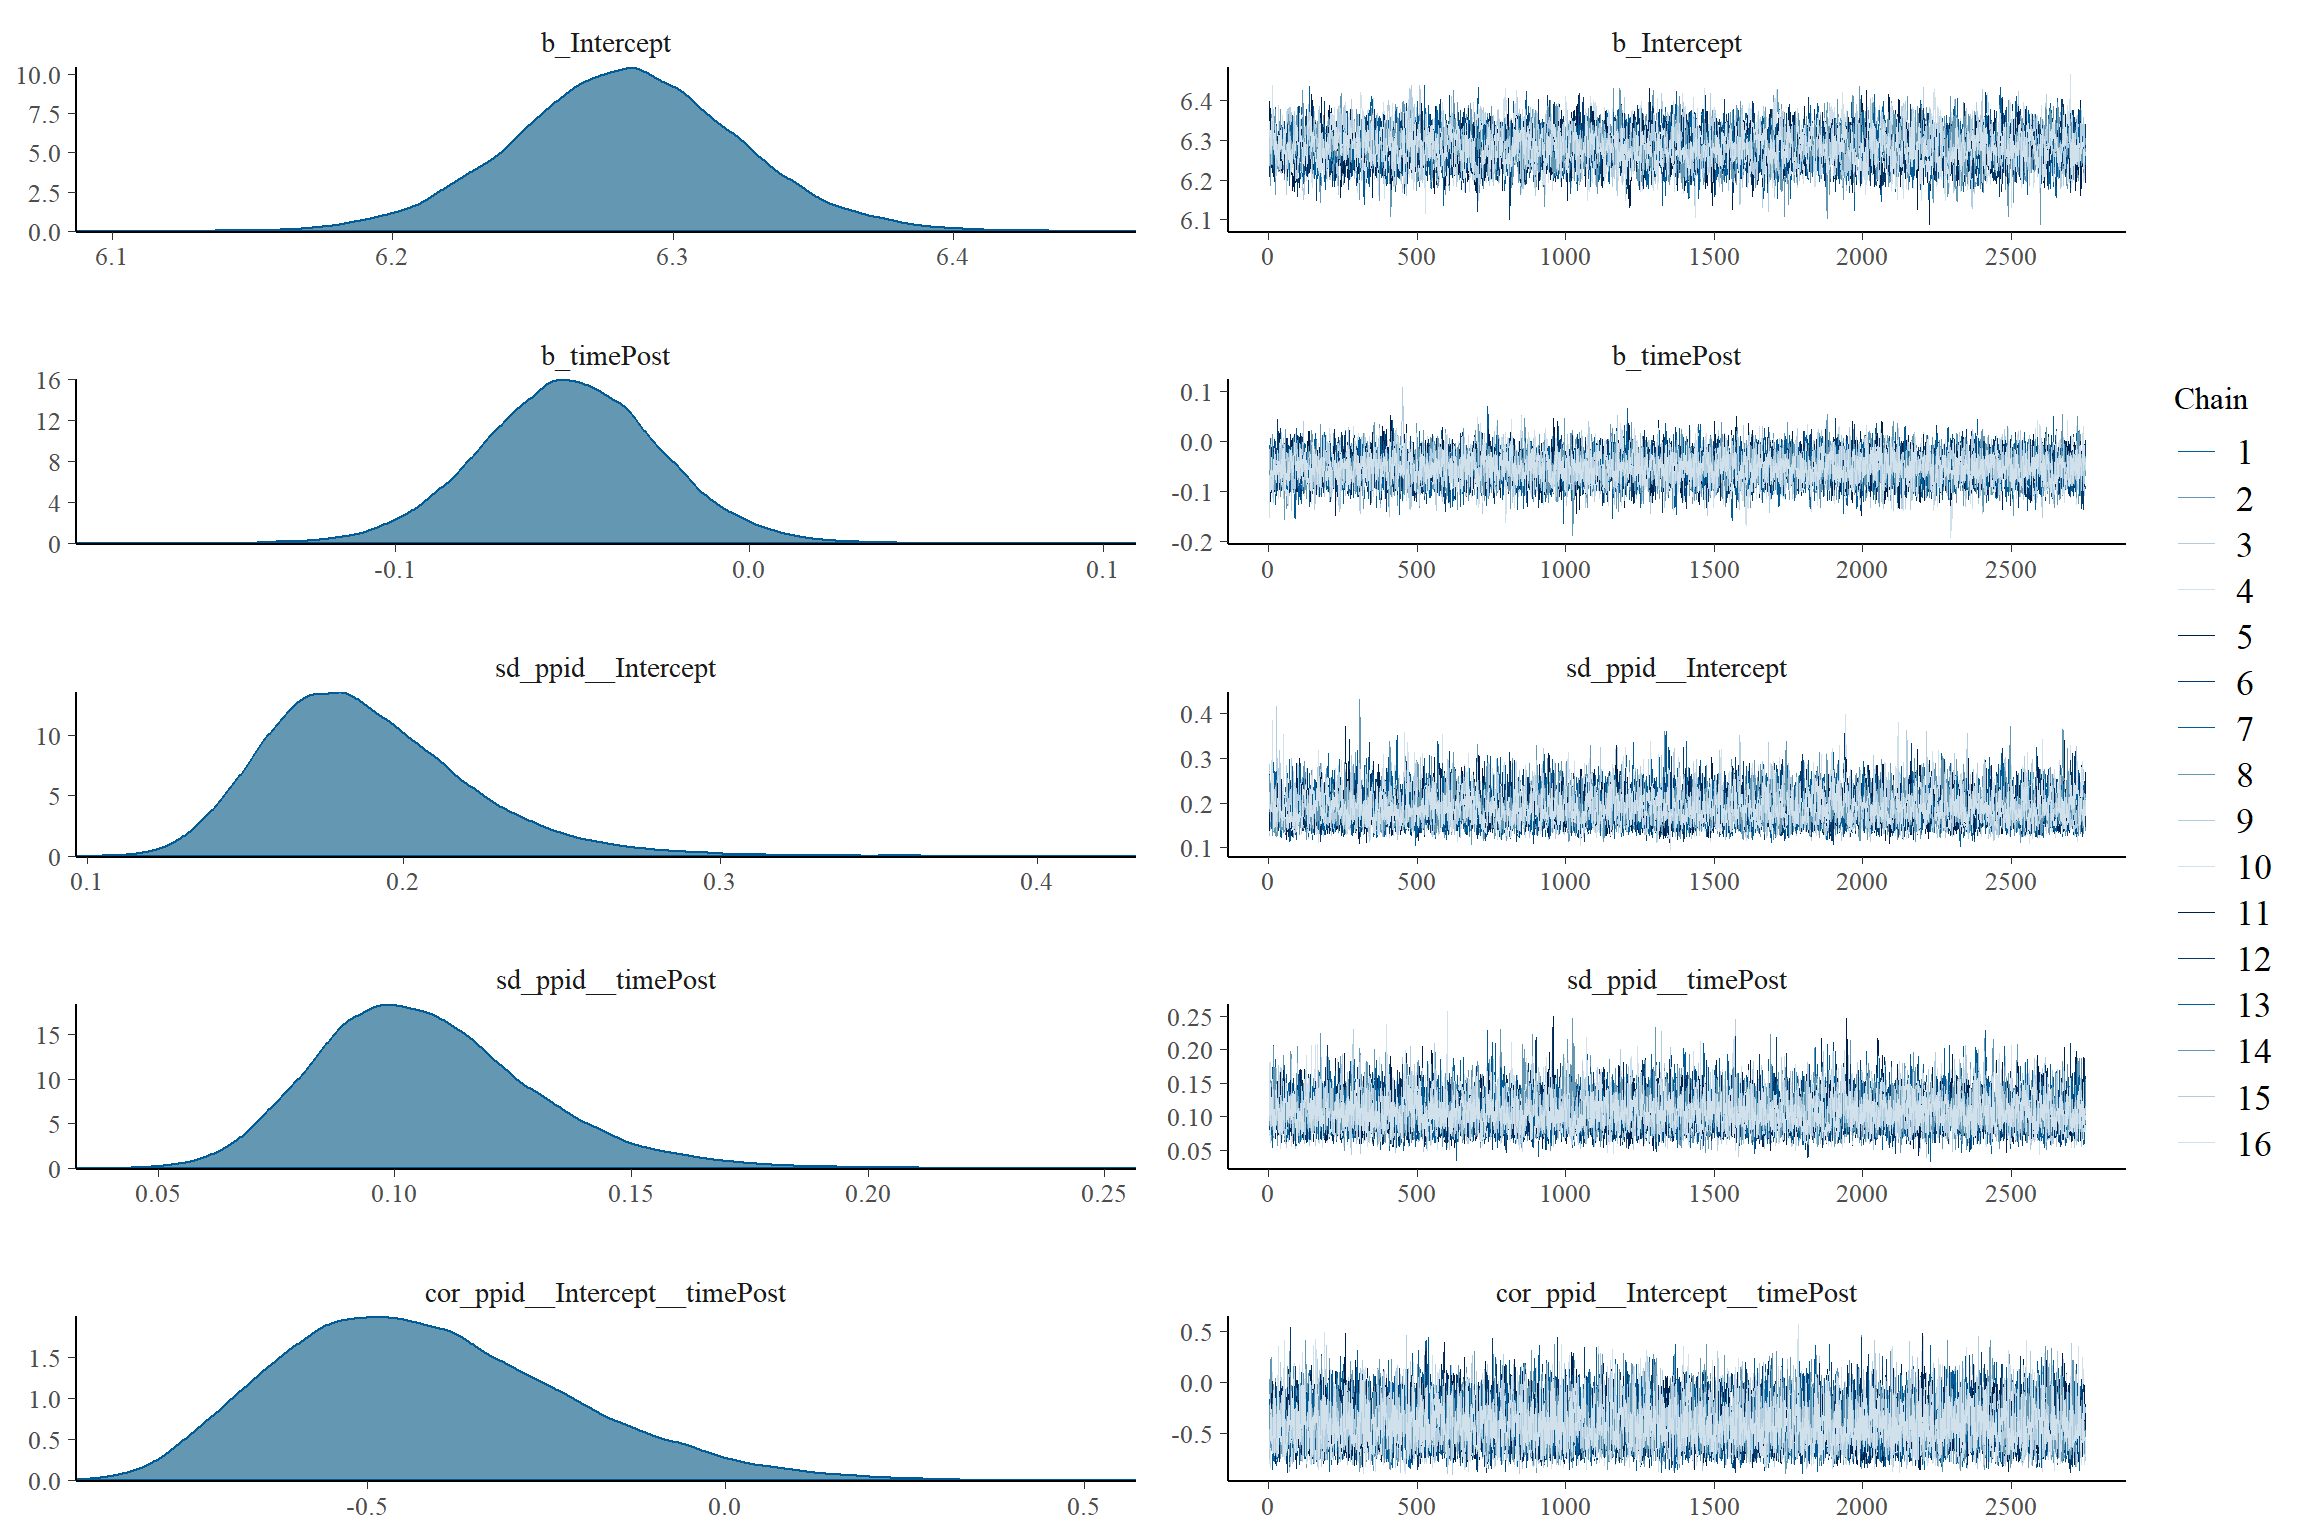 b_Intercept
10.0
7.5
5.0
2.5
0.0
6.1 6.2 6.3 6.4
b_Intercept
6.4
6.3
6.2
6.1
0 500 1000 1500 2000 2500
b_timePost
16
12
8
4
0
-0.1 0.0 0.1
b_timePost
0.1
0.0
-0.1
-0.2
0 500 1000 1500 2000 2500
sd_ppid__Intercept
10
5
0
0.1 0.2 0.3 0.4
sd_ppid__Intercept
0.4
0.3
0.2
0.1
0 500 1000 1500 2000 2500
sd_ppid__timePost
15
10
5
0
0.05 0.10 0.15 0.20 0.25
sd_ppid__timePost
0.25
0.20
0.15
0.10
0.05
0 500 1000 1500 2000 2500
cor_ppid__Intercept__timePost
1.5
1.0
0.5
0.0
-0.5 0.0 0.5
cor_ppid__Intercept__timePost
0.5
0.0
-0.5
0 500 1000 1500 2000 2500
Chain
1
2
3
4
5
6
7
8
9
10
11
12
13
14
15
16